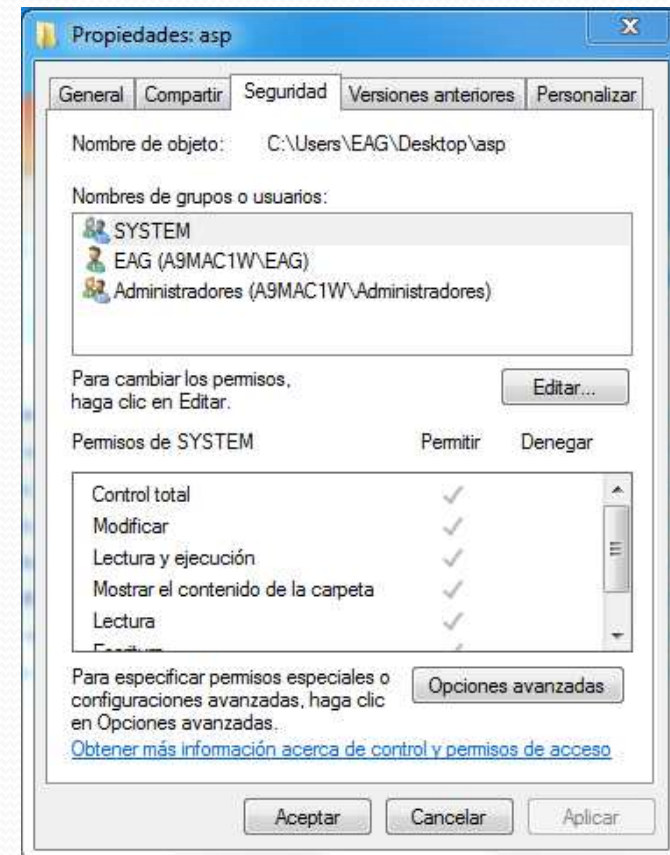 Propiedades: asp
General Compartir Seguridad Versiones anteriores Personalizar
Nombre de objeto: C:\Users\EAG\Desktop\asp
Nombres de grupos o usuarios:
SYSTEM
EAG (A9MAC1W\EAG)
Administradores (A9MAC1W\Administradores)
Para cambiar los permisos,
haga clic en Editar.
Editar...
Permisos de SYSTEM Permitir Denegar
Control total
Modificar
Lectura y ejecución
Mostrar el contenido de la carpeta
Lectura
Escritura
Para especificar permisos especiales o
configuraciones avanzadas, haga clic
en Opciones avanzadas.
Opciones avanzadas
Obtener más información acerca de control y permisos de acceso
Aceptar Cancelar Aplicar